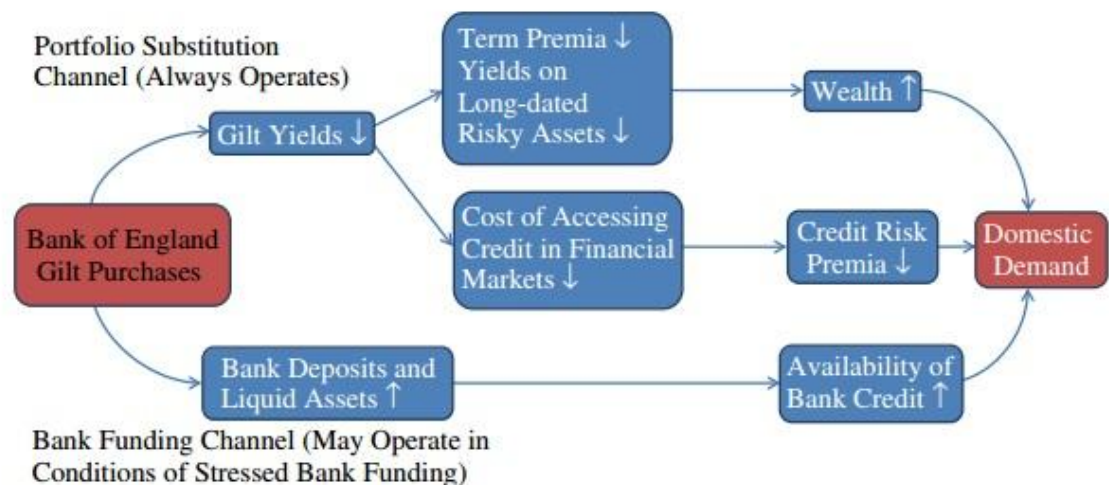 Portfolio Substitution
Channel (Always Operates)
Term Premia ↓
Yields on
Long-dated
Risky Assets ↓
Wealth ↑
Gilt Yields ↓
Bank of England
Gilt Purchases
Cost of Accessing
Credit in Financial
Markets ↓
Credit Risk
Premia ↓
Domestic
Demand
Bank Deposits and
Liquid Assets ↑
Availability of
Bank Credit ↑
Bank Funding Channel (May Operate in
Conditions of Stressed Bank Funding)